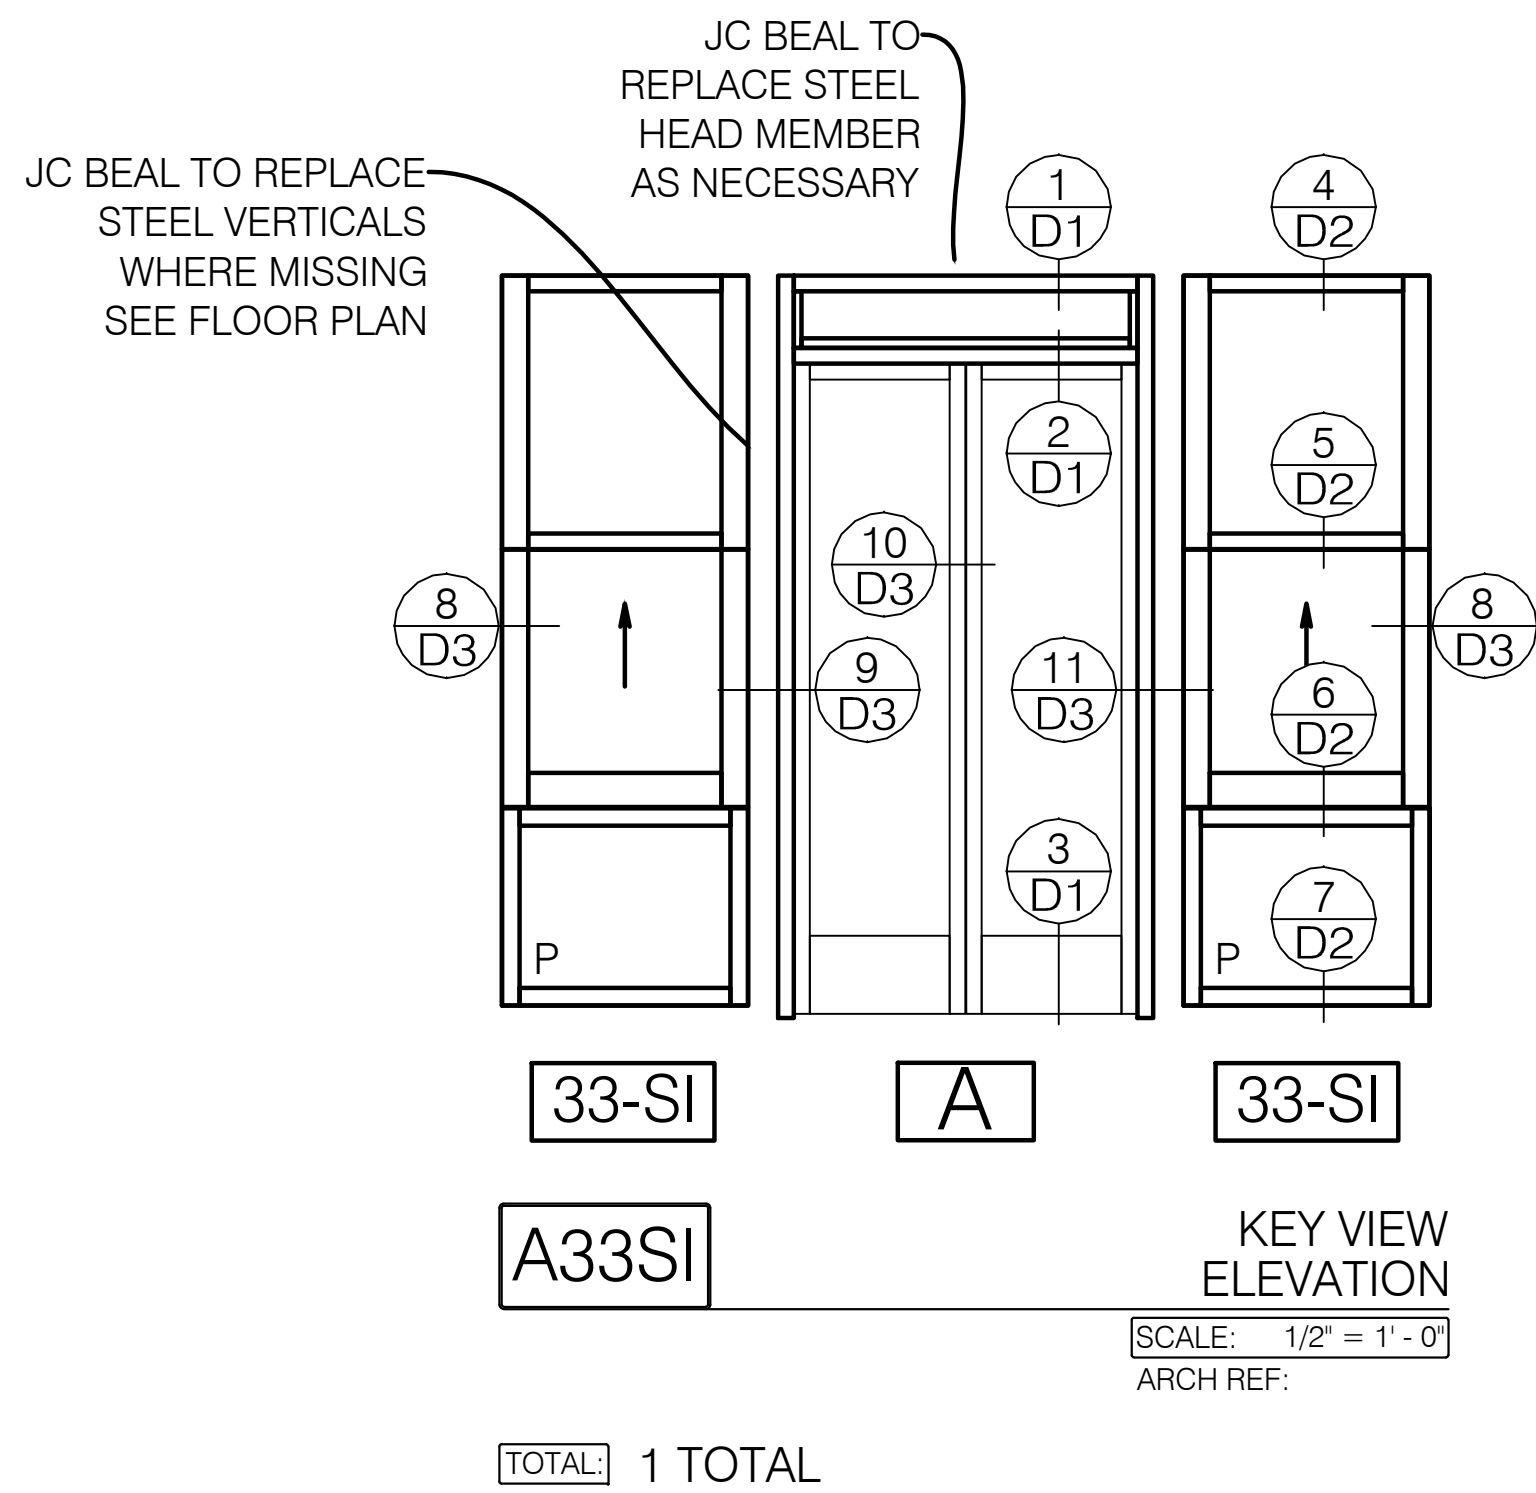 JC BEAL TO
REPLACE STEEL
HEAD MEMBER
AS NECESSARY
JC BEAL TO REPLACE
STEEL VERTICALS
WHERE MISSING
SEE FLOOR PLAN
1
D1
4
D2
2
D1
5
D2
10
D3
8
D3
8
D3
9
D3
11
D3
6
D2
3
D1
7
D2
P
P
33-SI
A
33-SI
A33SI
KEY VIEW
ELEVATION
SCALE: 1/2" = 1' - 0"
ARCH REF:
TOTAL: 1 TOTAL